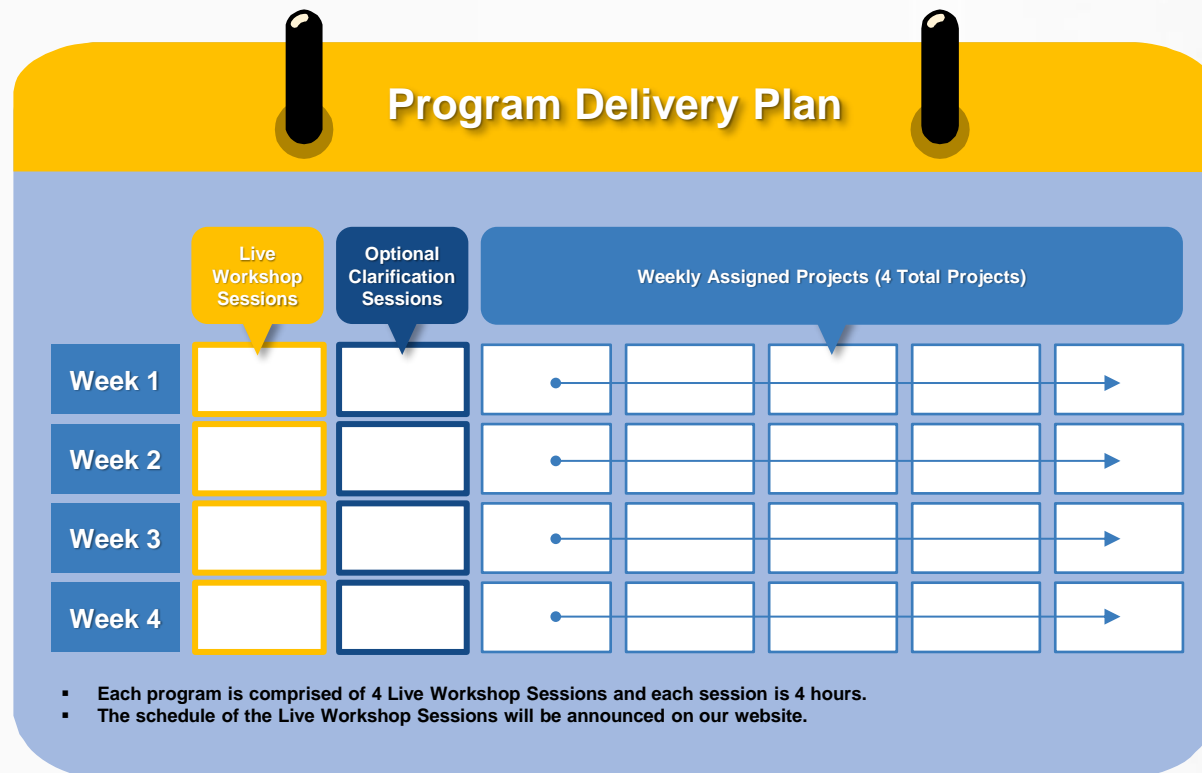 Program Delivery Plan
Live
Workshop
Sessions
Optional
Clarification
Sessions
Weekly Assigned Projects (4 Total Projects)
Week 1
Week 2
Week 3
Week 4
▪ Each program is comprised of 4 Live Workshop Sessions and each session is 4 hours.
▪ The schedule of the Live Workshop Sessions will be announced on our website.